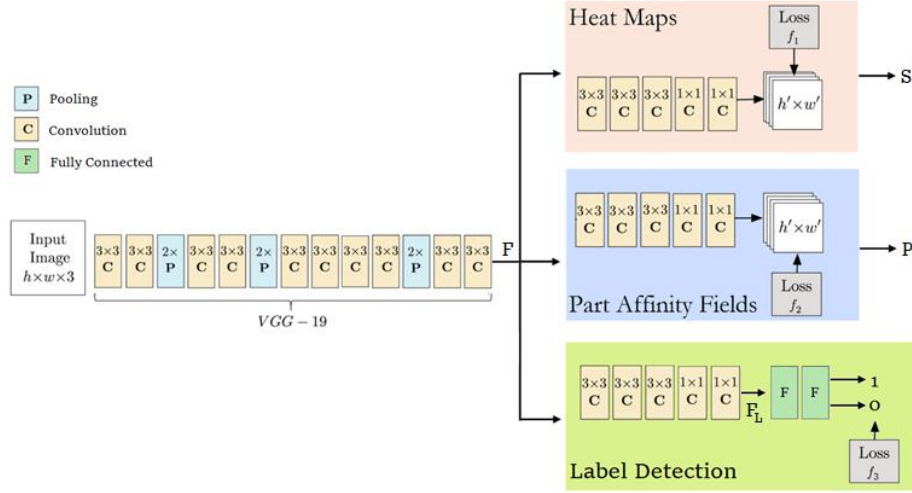 P Pooling
C Convolution
F Fully Connected
Input
Image
h×w×3
3×3 3×3 2× 3×3 3×3 2× 3×3 3×3 3×3 3×3 2× 3×3 3×3
C C P C C P C C C C P C C
VGG − 19
F
Heat Maps
Loss
f₁
3×3 3×3 3×3 1×1 1×1
C C C C C
h′×w′
S
3×3 3×3 3×3 1×1 1×1
C C C C C
h′×w′
P
Loss
f₂
Part Affinity Fields
3×3 3×3 3×3 1×1 1×1
C C C C C
F_L
F F
1
0
Loss
f₃
Label Detection